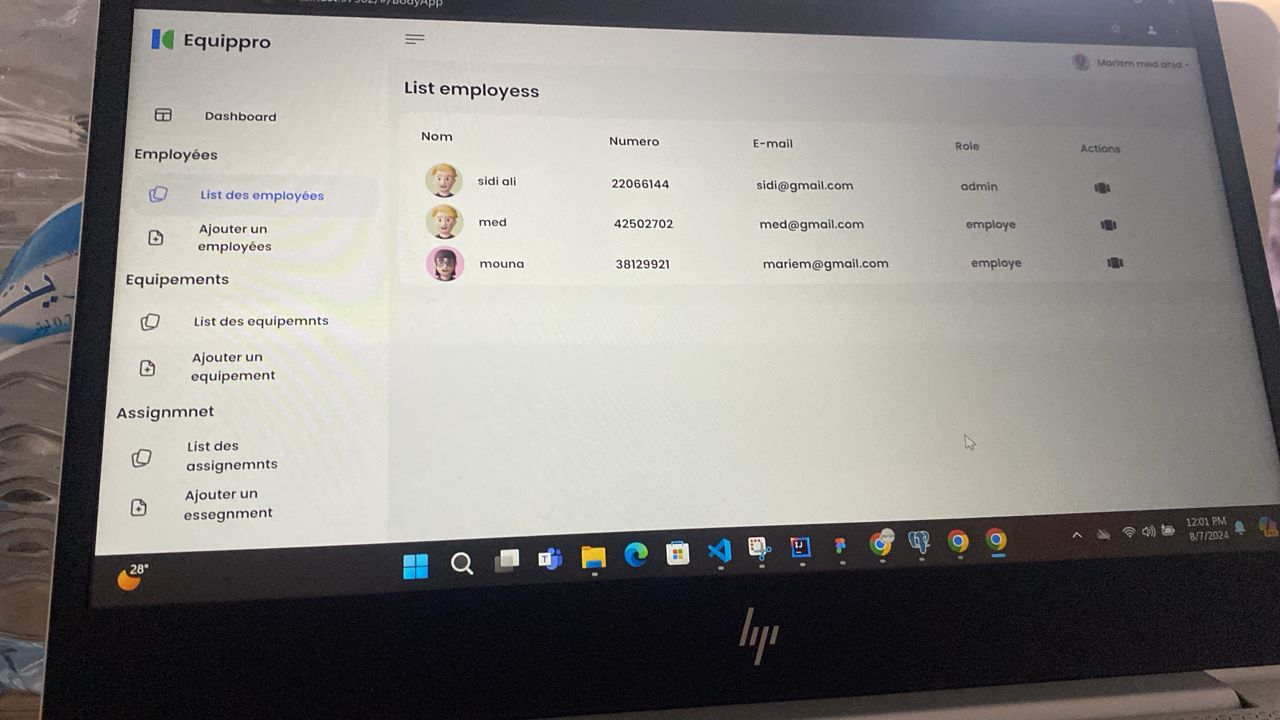 BodyApp
Equippro
Mariem med ahid
Dashboard
Employées
List des employées
Ajouter un
employées
Equipements
List des equipemnts
Ajouter un
equipement
Assignmnet
List des
assignemnts
Ajouter un
essegnment
List employess
Nom Numero E-mail Role Actions
sidi ali 22066144 sidi@gmail.com admin
med 42502702 med@gmail.com employe
mouna 38129921 mariem@gmail.com employe
28°
12:01 PM
8/7/2024
hp